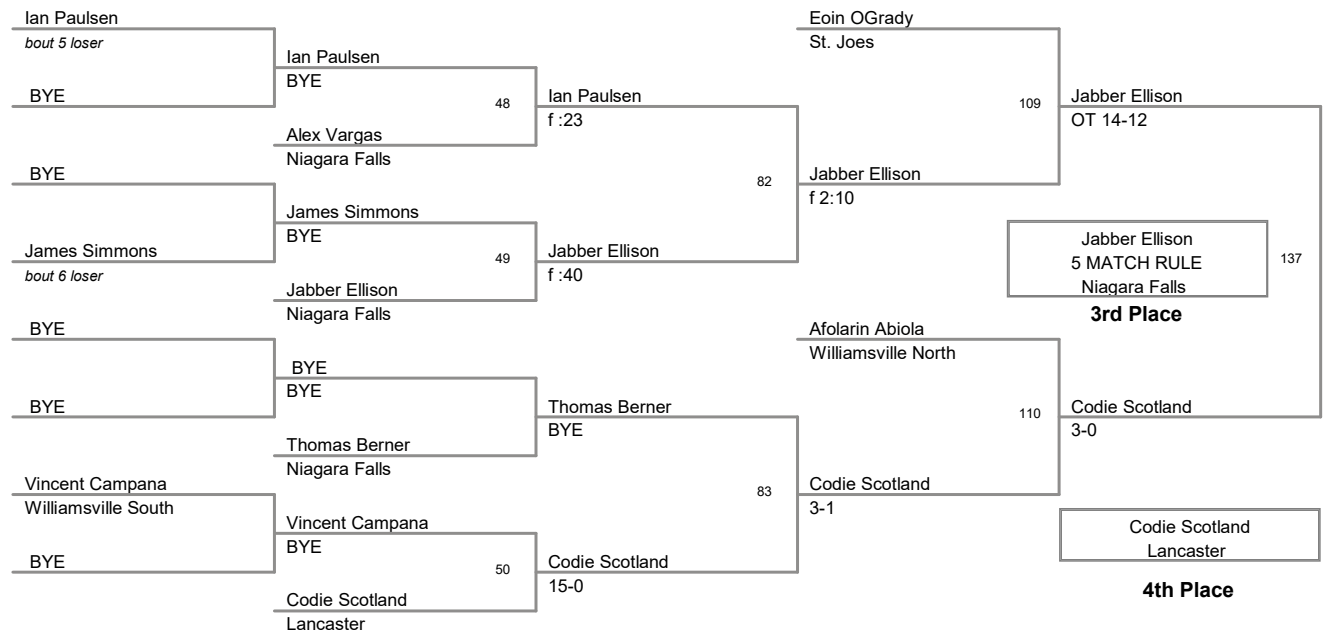 Ian Paulsen
bout 5 loser
BYE
BYE
James Simmons
bout 6 loser
BYE
BYE
Vincent Campana
Williamsville South
BYE
Ian Paulsen
BYE
48
Alex Vargas
Niagara Falls
James Simmons
BYE
49
Jabber Ellison
Niagara Falls
BYE
BYE
Thomas Berner
Niagara Falls
Vincent Campana
BYE
50
Codie Scotland
Lancaster
Ian Paulsen
f :23
82
Jabber Ellison
f :40
Thomas Berner
BYE
83
Codie Scotland
15-0
Eoin OGrady
St. Joes
109
Jabber Ellison
f 2:10
Afolarin Abiola
Williamsville North
110
Codie Scotland
3-1
Jabber Ellison
OT 14-12
137
Codie Scotland
3-0
Jabber Ellison
5 MATCH RULE
Niagara Falls
3rd Place
Codie Scotland
Lancaster
4th Place